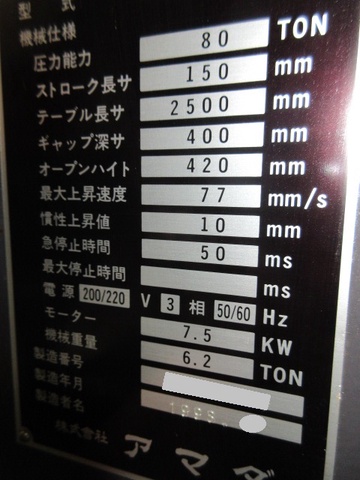 型式
機械仕様
圧力能力 80 TON
ストローク長サ 150 mm
テーブル長サ 2500 mm
ギャップ深サ 400 mm
オープンハイト 420 mm
最大上昇速度 77 mm/s
慣性上昇値 10 mm
急停止時間 50 ms
最大停止時間 ms
電源 200/220 V 3 相 50/60 Hz
モーター 7.5 KW
機械重量 6.2 TON
製造番号
製造年月
製造者名
株式会社 アマダ